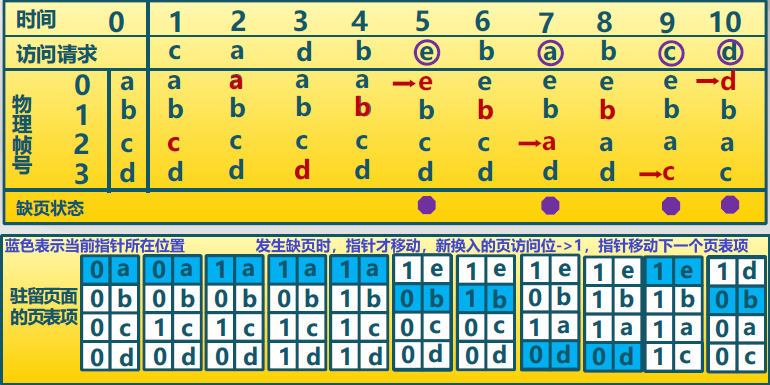 时间 0 1 2 3 4 5 6 7 8 9 10
访问请求 c a d b e b a b c d
物理帧号
0 a a a a a →e e e e e →d
1 b b b b b b b b b b b
2 c c c c c c c →a a a a
3 d d d d d d d d d →c c
缺页状态
蓝色表示当前指针所在位置 发生缺页时，指针才移动，新换入的页访问位->1，指针移动下一个页表项
驻留页面
的页表项
0 a 0 a 1 a 1 a 1 a 1 e 1 e 1 e 1 e 1 e 1 d
0 b 0 b 0 b 0 b 1 b 0 b 1 b 0 b 1 b 1 b 0 b
0 c 1 c 1 c 1 c 1 c 0 c 0 c 1 a 1 a 1 a 0 a
0 d 0 d 0 d 1 d 1 d 0 d 0 d 0 d 0 d 1 c 0 c